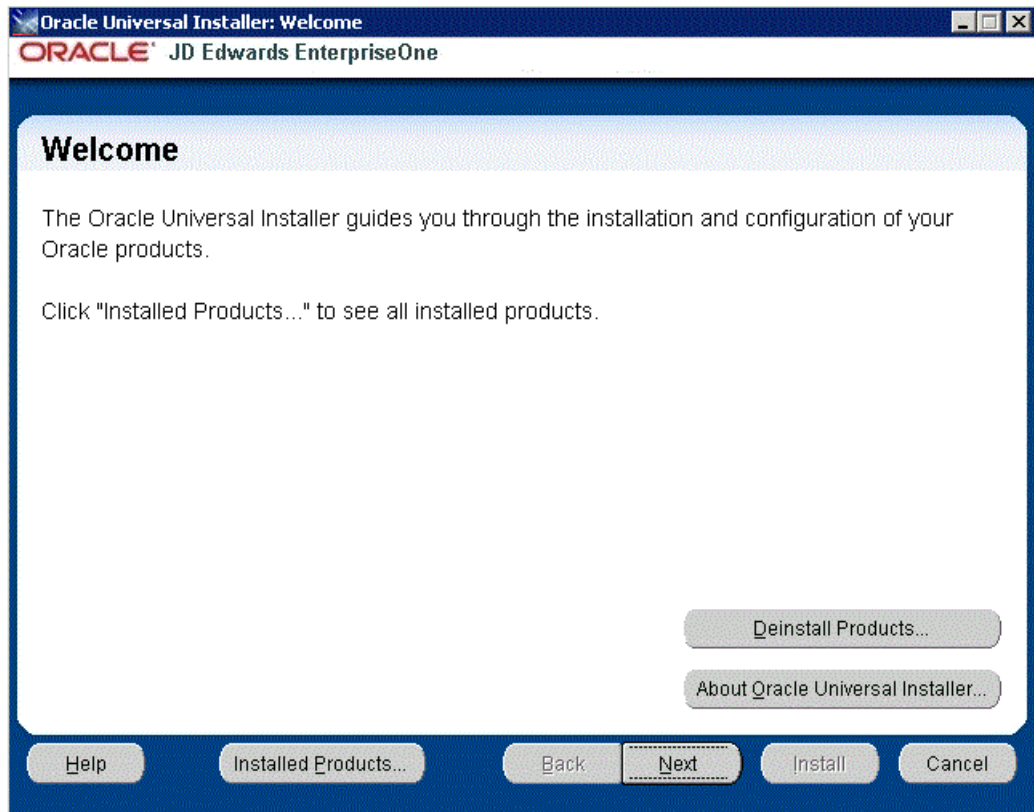 Oracle Universal Installer: Welcome
ORACLE JD Edwards EnterpriseOne
Welcome
The Oracle Universal Installer guides you through the installation and configuration of your
Oracle products.
Click "Installed Products..." to see all installed products.
Deinstall Products...
About Oracle Universal Installer...
Help Installed Products... Back Next Install Cancel